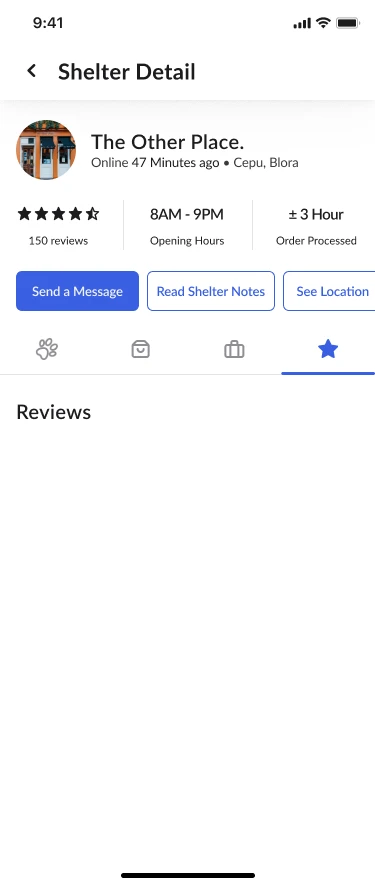 9:41
Shelter Detail
The Other Place.
Online 47 Minutes ago • Cepu, Blora
150 reviews
8AM - 9PM
Opening Hours
± 3 Hour
Order Processed
Send a Message
Read Shelter Notes
See Location
Reviews